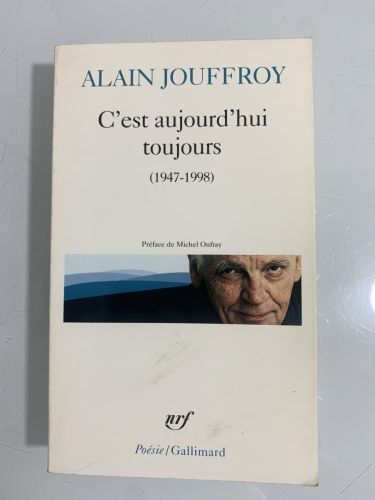 ALAIN JOUFFROY
C'est aujourd'hui
toujours
(1947-1998)
Préface de Michel Onfray
nrf
Poésie/Gallimard